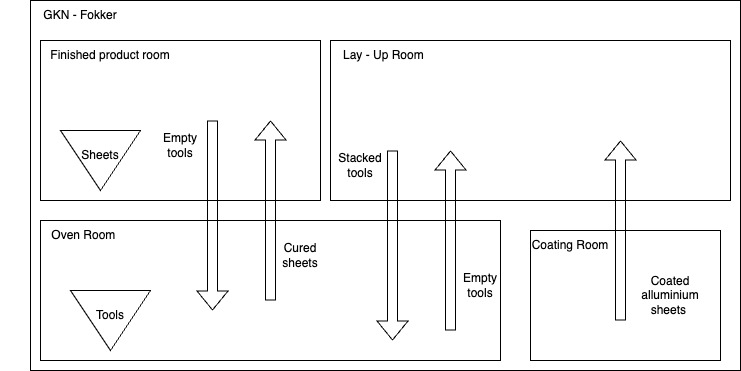 GKN - Fokker
Finished product room
Lay - Up Room
Sheets
Empty
tools
Stacked
tools
Oven Room
Cured
sheets
Tools
Empty
tools
Coating Room
Coated
alluminium
sheets